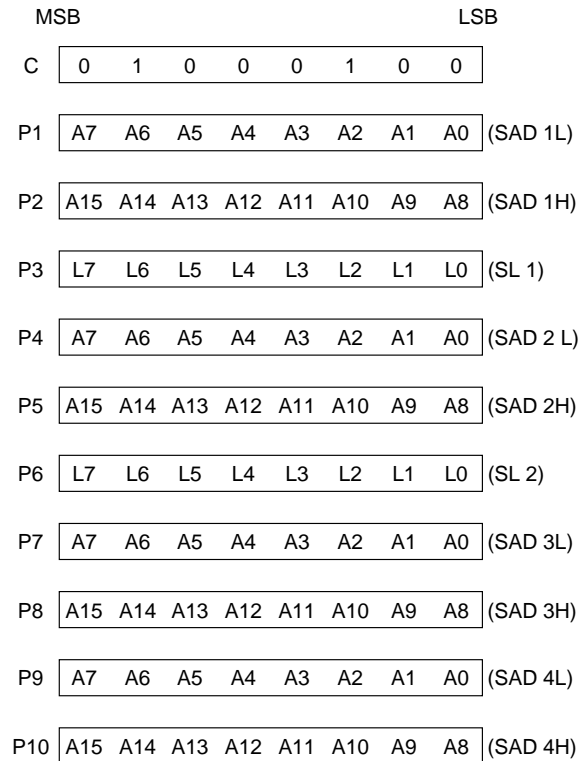 MSB LSB
C 0 1 0 0 0 1 0 0
P1 A7 A6 A5 A4 A3 A2 A1 A0 (SAD 1L)
P2 A15 A14 A13 A12 A11 A10 A9 A8 (SAD 1H)
P3 L7 L6 L5 L4 L3 L2 L1 L0 (SL 1)
P4 A7 A6 A5 A4 A3 A2 A1 A0 (SAD 2 L)
P5 A15 A14 A13 A12 A11 A10 A9 A8 (SAD 2H)
P6 L7 L6 L5 L4 L3 L2 L1 L0 (SL 2)
P7 A7 A6 A5 A4 A3 A2 A1 A0 (SAD 3L)
P8 A15 A14 A13 A12 A11 A10 A9 A8 (SAD 3H)
P9 A7 A6 A5 A4 A3 A2 A1 A0 (SAD 4L)
P10 A15 A14 A13 A12 A11 A10 A9 A8 (SAD 4H)